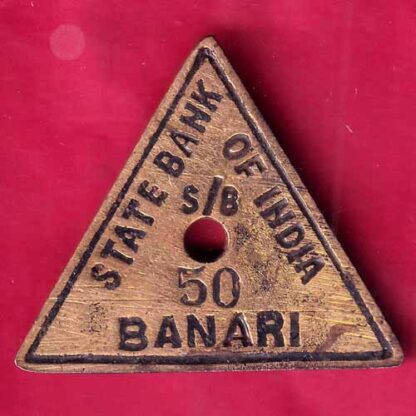 STATE BANK
OF INDIA
S/B
50
BANARI